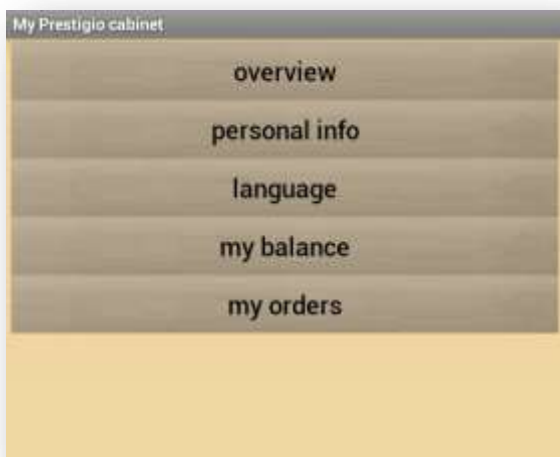 My Prestigio cabinet
overview
personal info
language
my balance
my orders